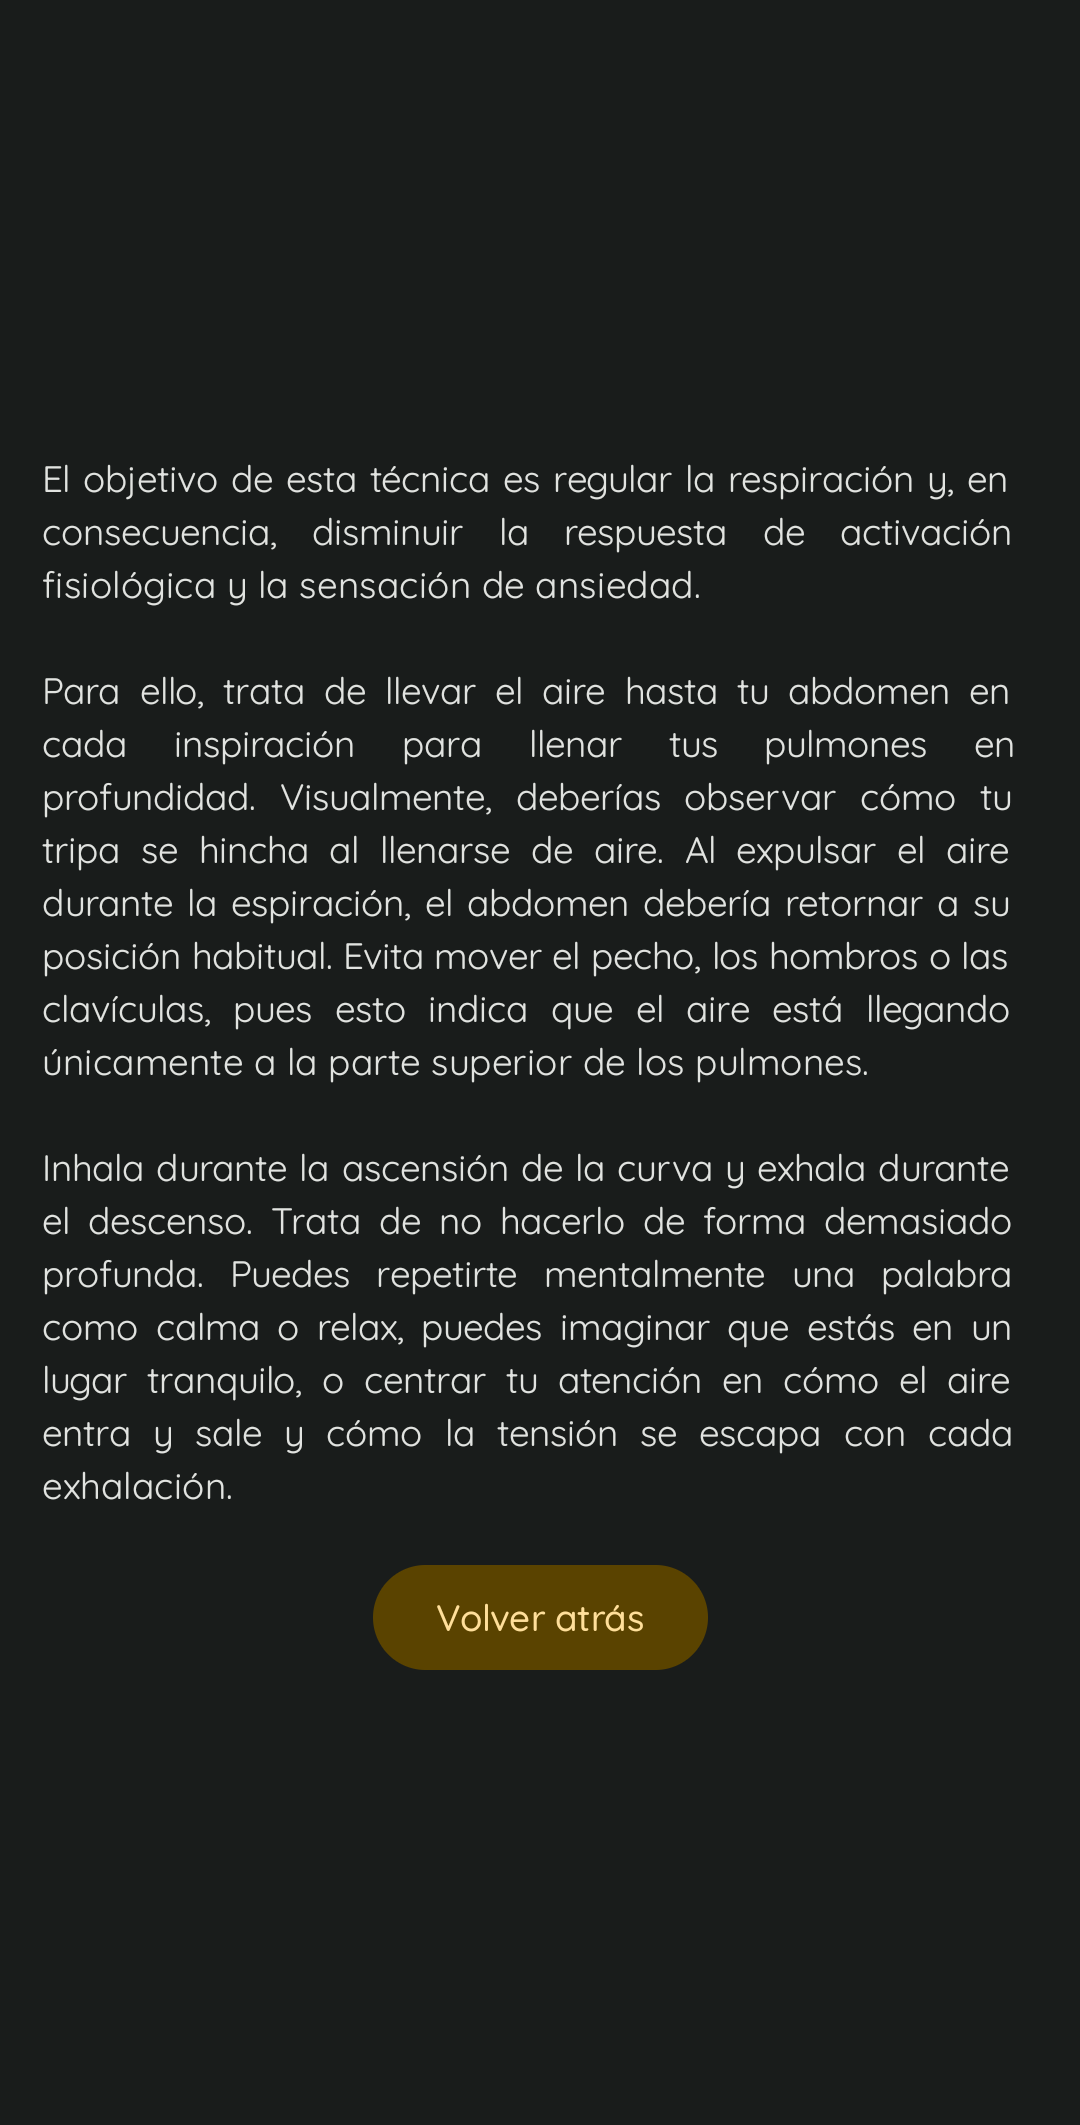 El objetivo de esta técnica es regular la respiración y, en
consecuencia, disminuir la respuesta de activación
fisiológica y la sensación de ansiedad.
Para ello, trata de llevar el aire hasta tu abdomen en
cada inspiración para llenar tus pulmones en
profundidad. Visualmente, deberías observar cómo tu
tripa se hincha al llenarse de aire. Al expulsar el aire
durante la espiración, el abdomen debería retornar a su
posición habitual. Evita mover el pecho, los hombros o las
clavículas, pues esto indica que el aire está llegando
únicamente a la parte superior de los pulmones.
Inhala durante la ascensión de la curva y exhala durante
el descenso. Trata de no hacerlo de forma demasiado
profunda. Puedes repetirte mentalmente una palabra
como calma o relax, puedes imaginar que estás en un
lugar tranquilo, o centrar tu atención en cómo el aire
entra y sale y cómo la tensión se escapa con cada
exhalación.
Volver atrás